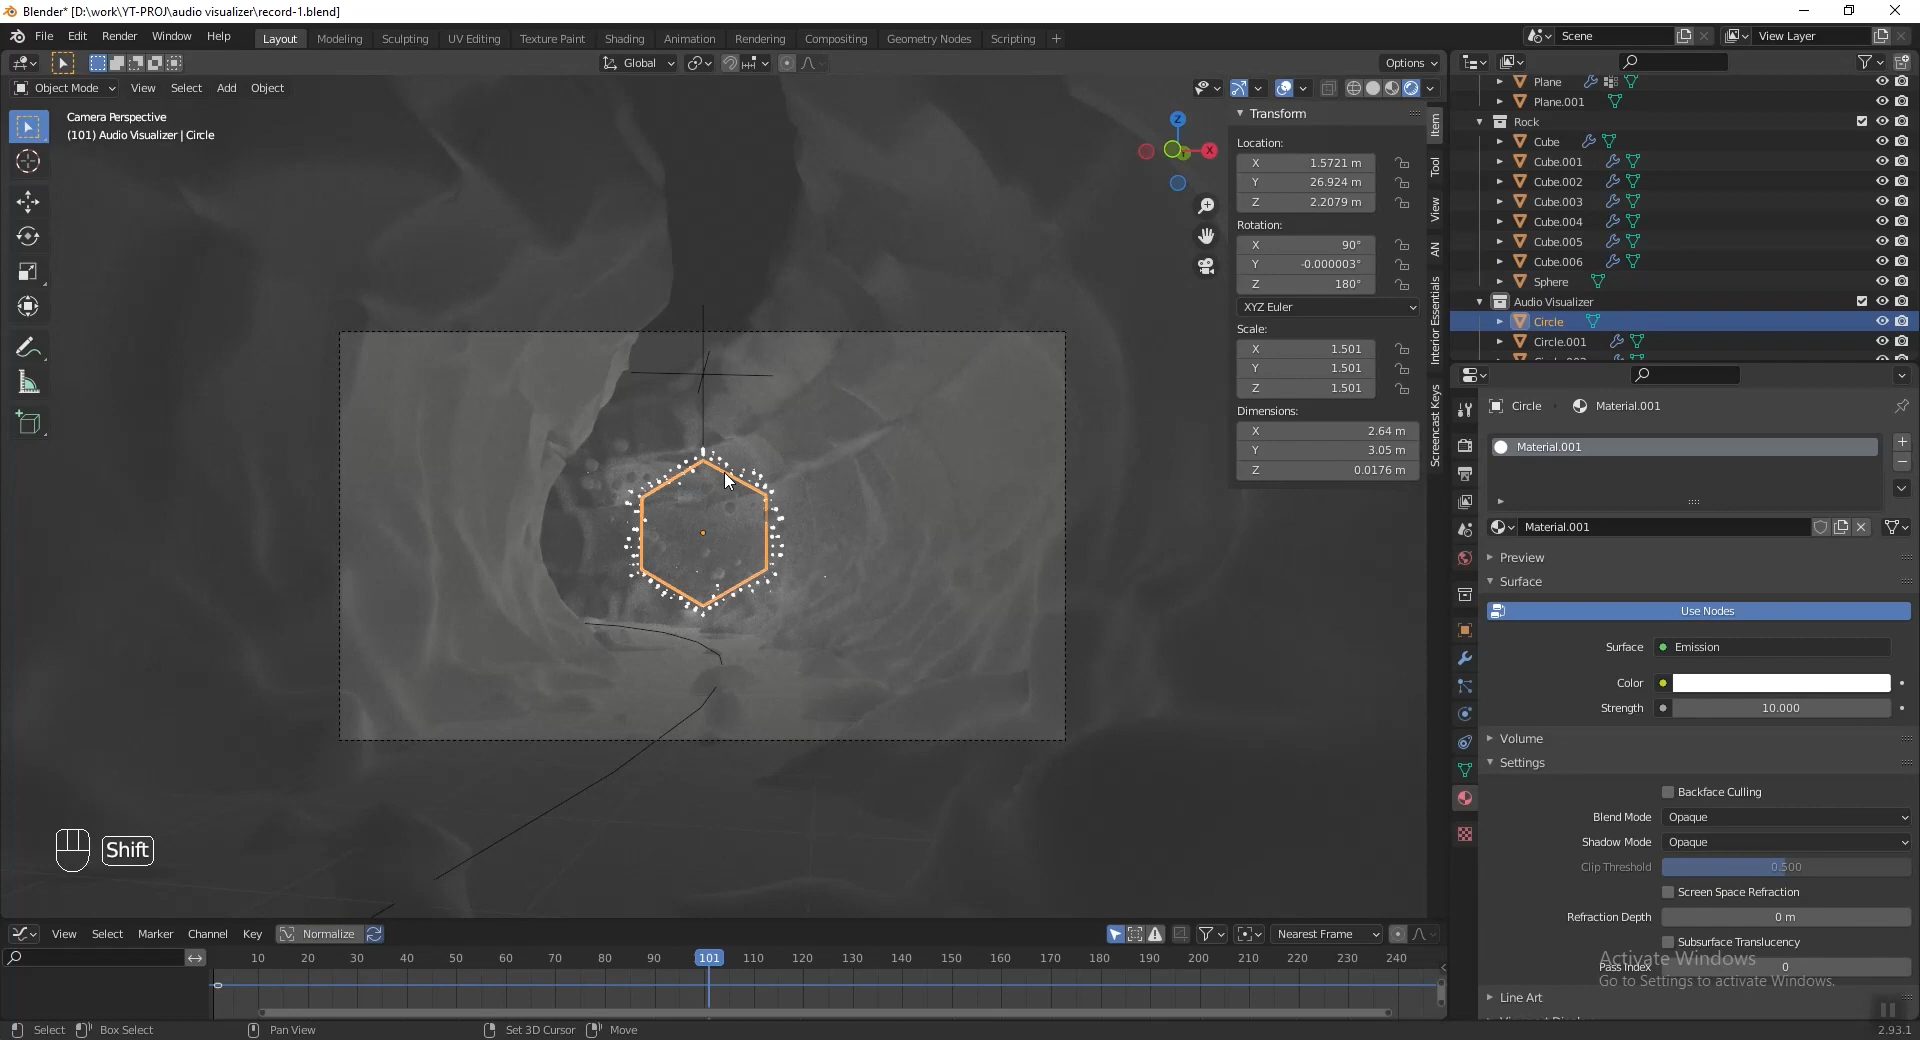 Blender* [D:\work\YT-PROJ\audio visualizer\record-1.blend]
File Edit Render Window Help Layout Modeling Sculpting UV Editing Texture Paint Shading Animation Rendering Compositing Geometry Nodes Scripting + Scene View Layer
Global Options
Object Mode View Select Add Object
Camera Perspective
(101) Audio Visualizer | Circle
Z
X
Transform
Location:
X 1.5721 m
Y 26.924 m
Z 2.2079 m
Rotation:
X 90°
Y -0.000003°
Z 180°
XYZ Euler
Scale:
X 1.501
Y 1.501
Z 1.501
Dimensions:
X 2.64 m
Y 3.05 m
Z 0.0176 m
Item
Tool
View
AN
Interior Essentials
Screencast Keys
Plane
Plane.001
Rock
Cube
Cube.001
Cube.002
Cube.003
Cube.004
Cube.005
Cube.006
Sphere
Audio Visualizer
Circle
Circle.001
Circle Material.001
Material.001
Material.001
Preview
Surface
Use Nodes
Surface Emission
Color
Strength 10.000
Volume
Settings
Backface Culling
Blend Mode Opaque
Shadow Mode Opaque
Clip Threshold 0.500
Screen Space Refraction
Refraction Depth 0 m
Subsurface Translucency
Pass Index 0
Activate Windows
Go to Settings to activate Windows.
Line Art
Shift
View Select Marker Channel Key Normalize Nearest Frame
10 20 30 40 50 60 70 80 90 101 110 120 130 140 150 160 170 180 190 200 210 220 230 240
Select Box Select Pan View Set 3D Cursor Move 2.93.1